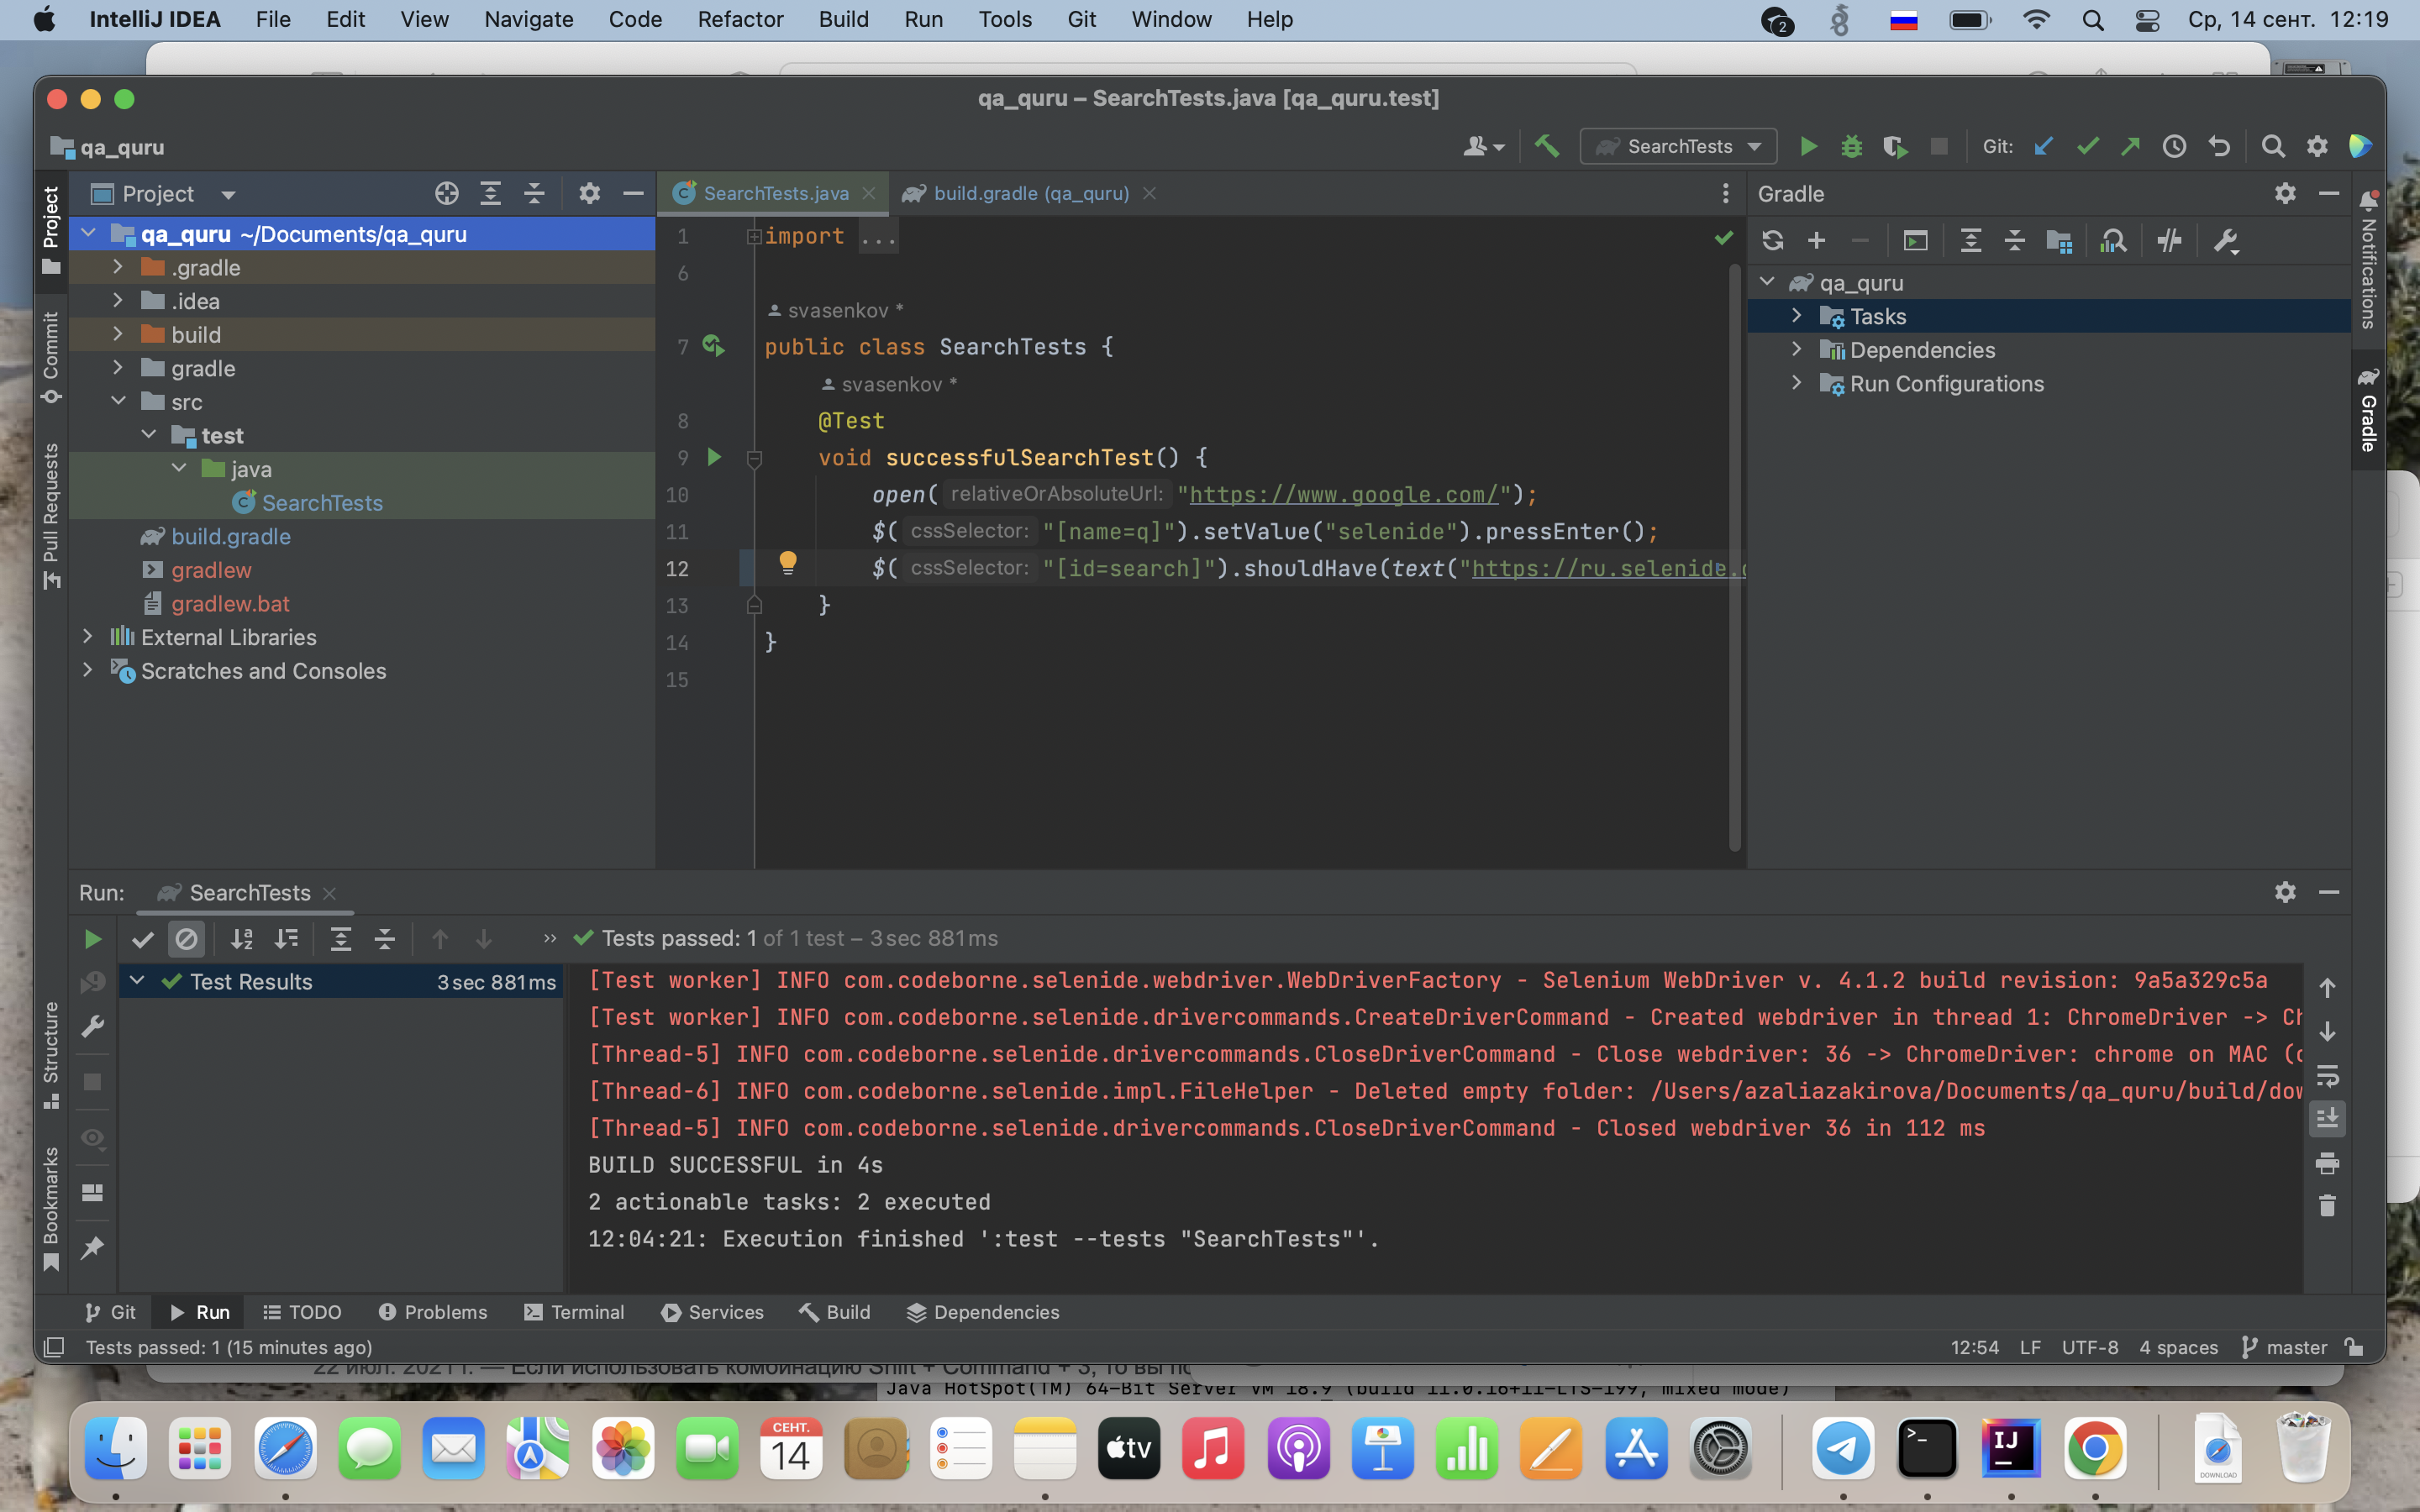 IntelliJ IDEA File Edit View Navigate Code Refactor Build Run Tools Git Window Help 2 Ср, 14 сент. 12:19
qa_quru – SearchTests.java [qa_quru.test]
qa_quru SearchTests Git:
Project
SearchTests.java build.gradle (qa_quru)
Gradle
Project
Commit
Pull Requests
Structure
Bookmarks
Notifications
Gradle
qa_quru ~/Documents/qa_quru
.gradle
.idea
build
gradle
src
test
java
SearchTests
build.gradle
gradlew
gradlew.bat
External Libraries
Scratches and Consoles
1 import ...
6
svasenkov *
7 public class SearchTests {
svasenkov *
8 @Test
9 void successfulSearchTest() {
10 open( relativeOrAbsoluteUrl: "https://www.google.com/");
11 $( cssSelector: "[name=q]").setValue("selenide").pressEnter();
12 $( cssSelector: "[id=search]").shouldHave(text("https://ru.selenide.
13 }
14 }
15
qa_quru
Tasks
Dependencies
Run Configurations
Run: SearchTests
» Tests passed: 1 of 1 test – 3 sec 881 ms
Test Results 3 sec 881 ms
[Test worker] INFO com.codeborne.selenide.webdriver.WebDriverFactory - Selenium WebDriver v. 4.1.2 build revision: 9a5a329c5a
[Test worker] INFO com.codeborne.selenide.drivercommands.CreateDriverCommand - Created webdriver in thread 1: ChromeDriver -> Ch
[Thread-5] INFO com.codeborne.selenide.drivercommands.CloseDriverCommand - Close webdriver: 36 -> ChromeDriver: chrome on MAC (
[Thread-6] INFO com.codeborne.selenide.impl.FileHelper - Deleted empty folder: /Users/azaliazakirova/Documents/qa_quru/build/dow
[Thread-5] INFO com.codeborne.selenide.drivercommands.CloseDriverCommand - Closed webdriver 36 in 112 ms
BUILD SUCCESSFUL in 4s
2 actionable tasks: 2 executed
12:04:21: Execution finished ':test --tests "SearchTests"'.
Git Run TODO Problems Terminal Services Build Dependencies
Tests passed: 1 (15 minutes ago) 12:54 LF UTF-8 4 spaces master
22 июл. 2021 г. — Если использовать комбинацию Shift + Command + 3, то вы
Java HotSpot(TM) 64-Bit Server VM 18.9 (build 11.0.16+11-LTS-199, mixed mode)
СЕНТ.
14
tv
>_
IJ
DOWNLOAD